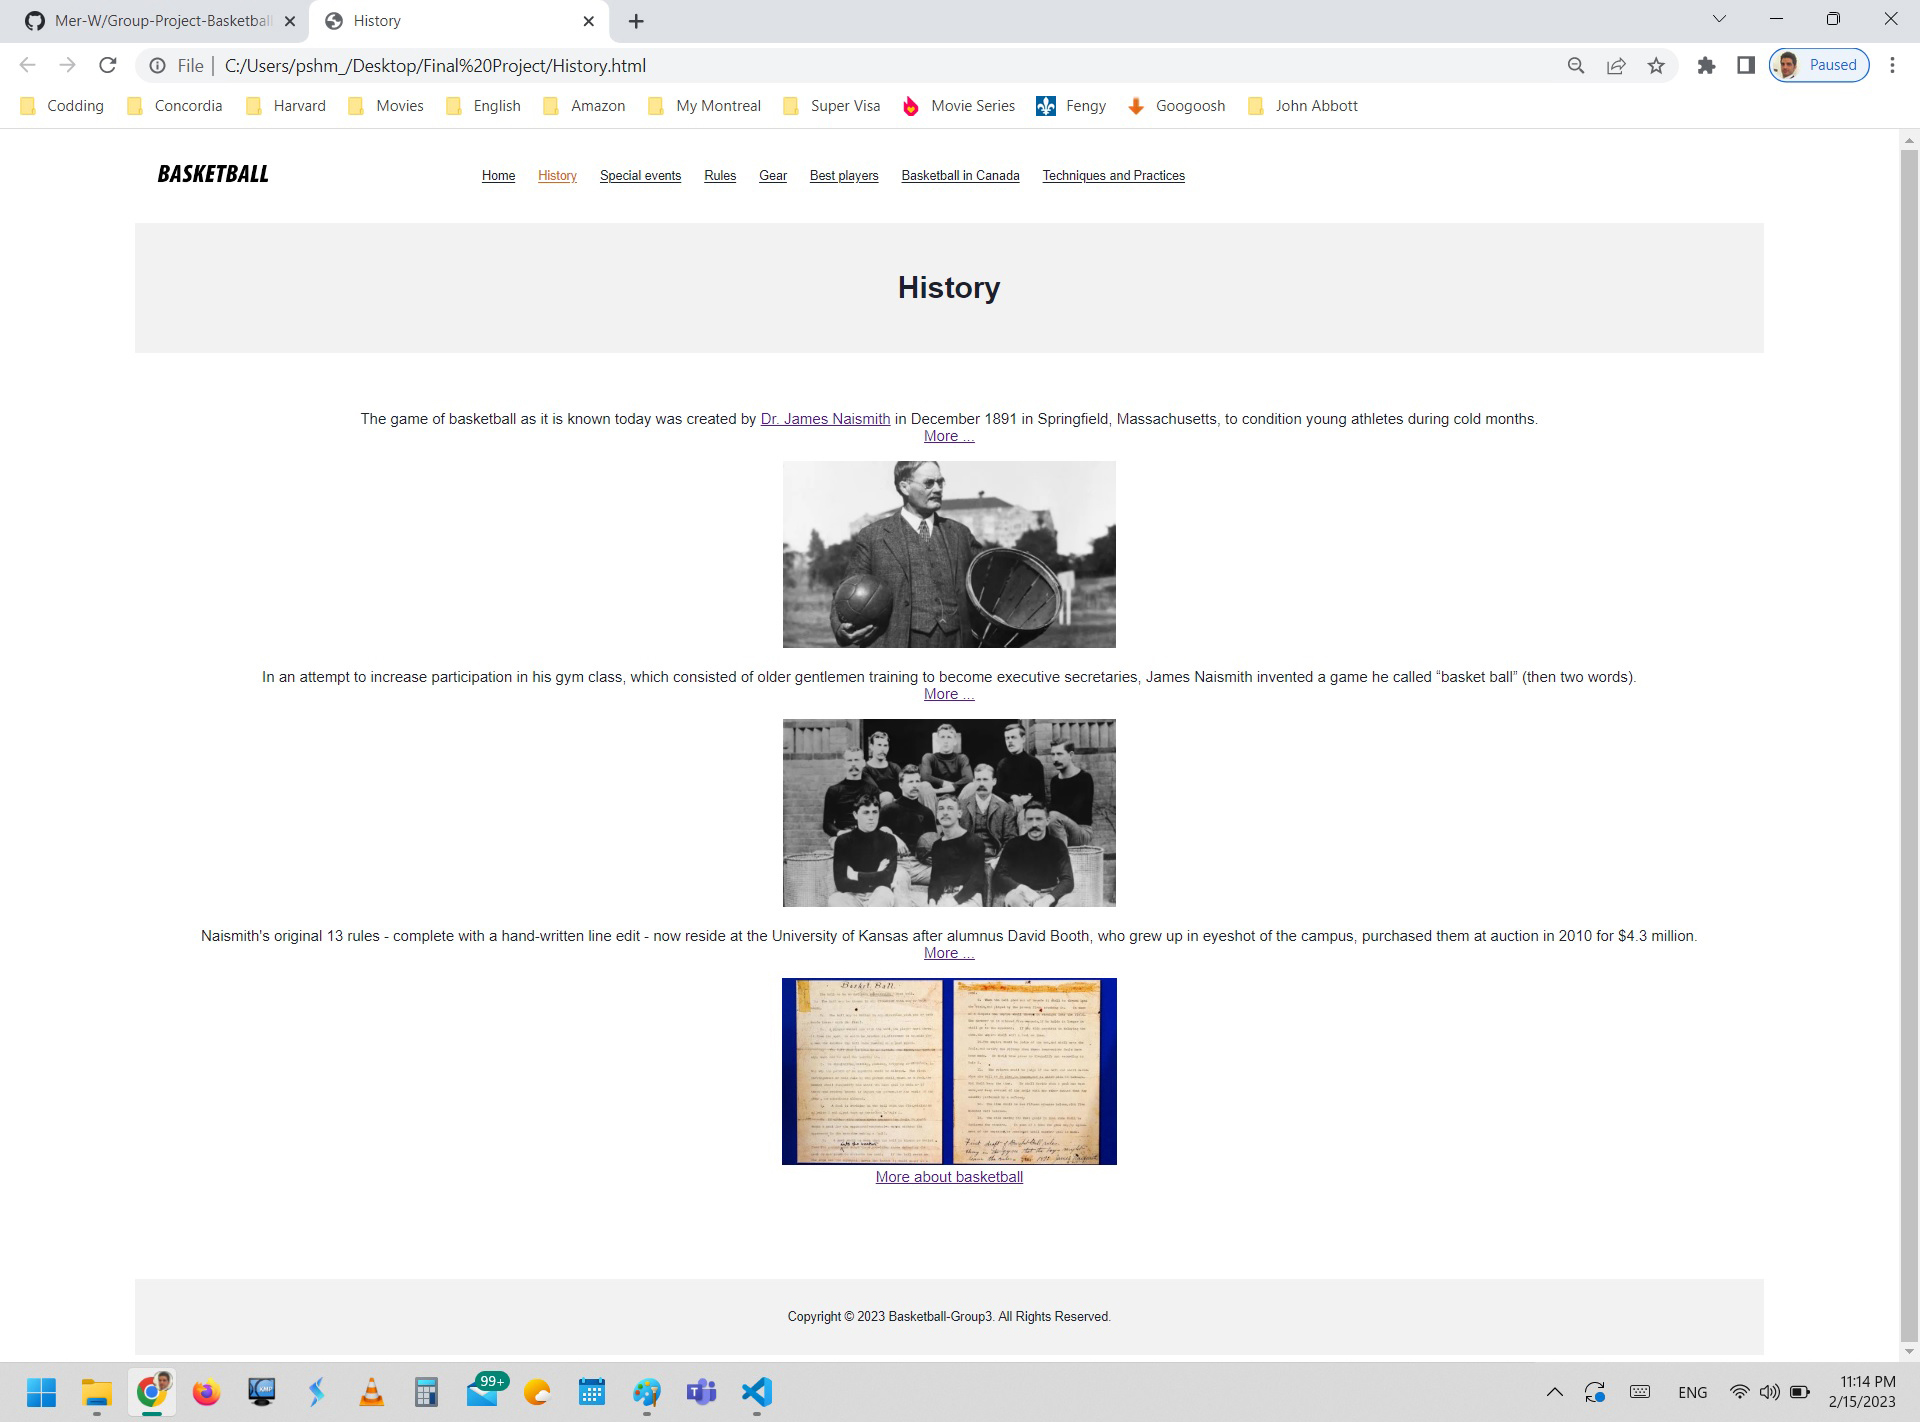 Mer-W/Group-Project-Basketball
History
File
C:/Users/pshm_/Desktop/Final%20Project/History.html
Paused
Codding Concordia Harvard Movies English Amazon My Montreal Super Visa Movie Series Fengy Googoosh John Abbott
BASKETBALL
Home History Special events Rules Gear Best players Basketball in Canada Techniques and Practices
History
The game of basketball as it is known today was created by Dr. James Naismith in December 1891 in Springfield, Massachusetts, to condition young athletes during cold months.
More ...
In an attempt to increase participation in his gym class, which consisted of older gentlemen training to become executive secretaries, James Naismith invented a game he called “basket ball” (then two words).
More ...
Naismith's original 13 rules - complete with a hand-written line edit - now reside at the University of Kansas after alumnus David Booth, who grew up in eyeshot of the campus, purchased them at auction in 2010 for $4.3 million.
More ...
Basket Ball
More about basketball
Copyright © 2023 Basketball-Group3. All Rights Reserved.
99+
ENG
11:14 PM
2/15/2023